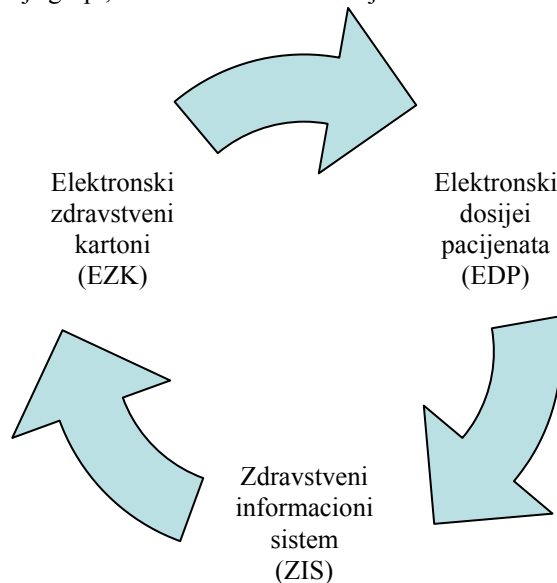 Elektronski
zdravstveni
kartoni
(EZK)
Elektronski
dosijei
pacijenata
(EDP)
Zdravstveni
informacioni
sistem
(ZIS)